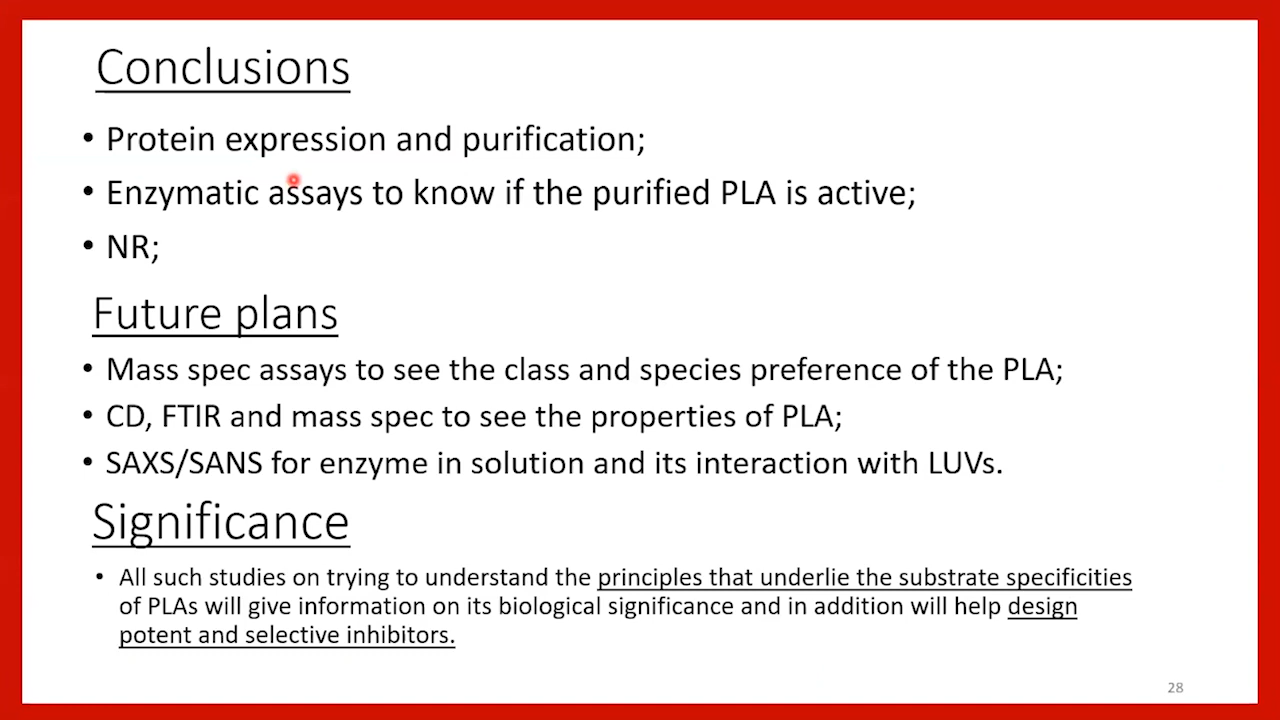 Conclusions
• Protein expression and purification;
• Enzymatic assays to know if the purified PLA is active;
• NR;
Future plans
• Mass spec assays to see the class and species preference of the PLA;
• CD, FTIR and mass spec to see the properties of PLA;
• SAXS/SANS for enzyme in solution and its interaction with LUVs.
Significance
• All such studies on trying to understand the principles that underlie the substrate specificities
of PLAs will give information on its biological significance and in addition will help design
potent and selective inhibitors.
28